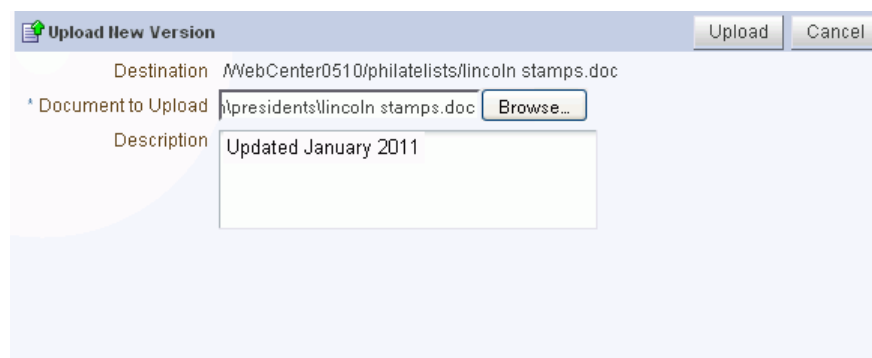 Upload New Version Upload Cancel
Destination /WebCenter0510/philatelists/lincoln stamps.doc
* Document to Upload \presidents\lincoln stamps.doc Browse...
Description Updated January 2011